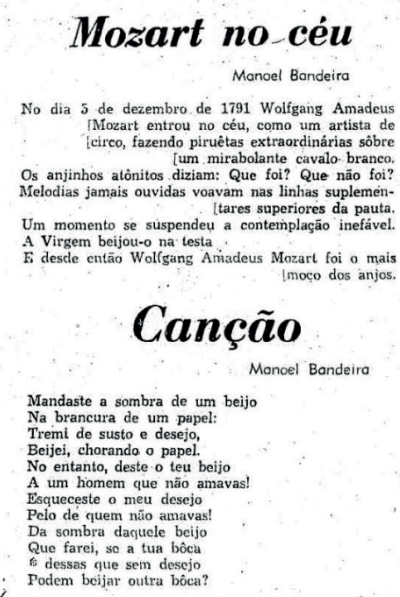 Mozart no céu
Manoel Bandeira
No dia 5 de dezembro de 1791 Wolfgang Amadeus
[Mozart entrou no céu, como um artista de
[circo, fazendo piruêtas extraordinárias sôbre
[um mirabolante cavalo branco.
Os anjinhos atônitos diziam: Que foi? Que não foi?
Melodias jamais ouvidas voavam nas linhas suplemen-
[tares superiores da pauta.
Um momento se suspendeu a contemplação inefável.
A Virgem beijou-o na testa
E desde então Wolfgang Amadeus Mozart foi o mais
[moço dos anjos.
Canção
Manoel Bandeira
Mandaste a sombra de um beijo
Na brancura de um papel:
Tremi de susto e desejo,
Beijei, chorando o papel.
No entanto, deste o teu beijo
A um homem que não amavas!
Esqueceste o meu desejo
Pelo de quem não amavas!
Da sombra daquele beijo
Que farei, se a tua bôca
É dessas que sem desejo
Podem beijar outra bôca?